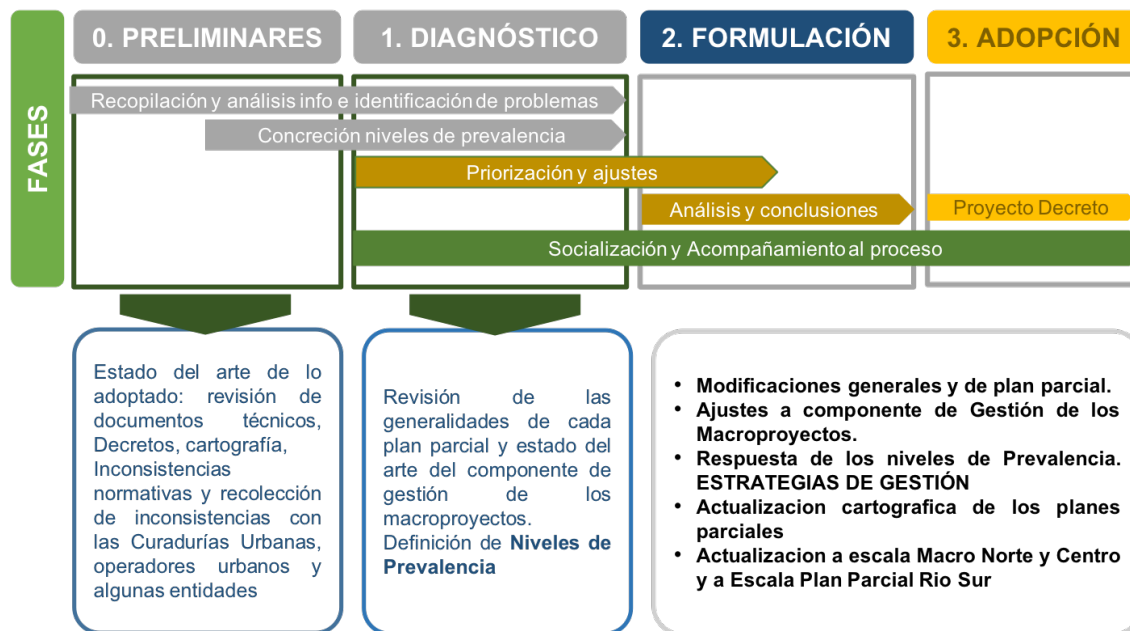 FASES
0. PRELIMINARES
1. DIAGNÓSTICO
2. FORMULACIÓN
3. ADOPCIÓN
Recopilación y análisis info e identificación de problemas
Concreción niveles de prevalencia
Priorización y ajustes
Análisis y conclusiones
Proyecto Decreto
Socialización y Acompañamiento al proceso
Estado del arte de lo
adoptado: revisión de
documentos técnicos,
Decretos, cartografía,
Inconsistencias
normativas y recolección
de inconsistencias con
las Curadurías Urbanas,
operadores urbanos y
algunas entidades
Revisión de las
generalidades de cada
plan parcial y estado del
arte del componente de
gestión de los
macroproyectos.
Definición de Niveles de
Prevalencia
• Modificaciones generales y de plan parcial.
• Ajustes a componente de Gestión de los
Macroproyectos.
• Respuesta de los niveles de Prevalencia.
ESTRATEGIAS DE GESTIÓN
• Actualizacion cartografica de los planes
parciales
• Actualizacion a escala Macro Norte y Centro
y a Escala Plan Parcial Rio Sur